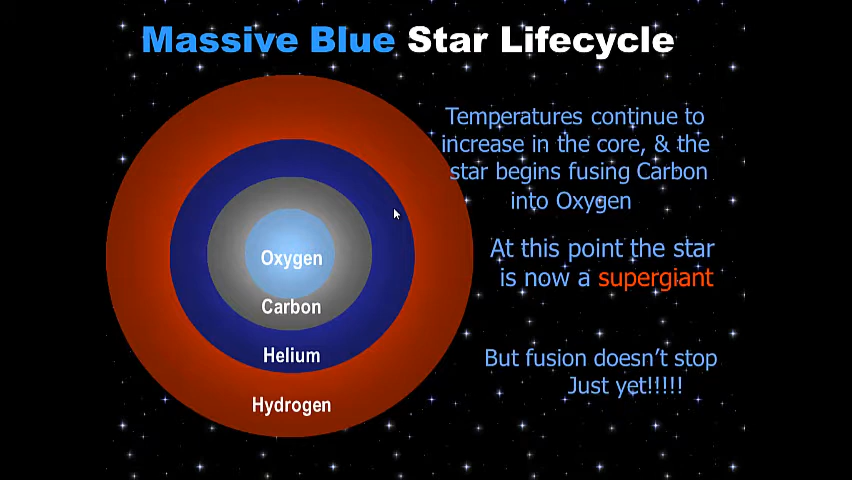 Massive Blue Star Lifecycle
Temperatures continue to
increase in the core, & the
star begins fusing Carbon
into Oxygen
At this point the star
is now a supergiant
But fusion doesn't stop
Just yet!!!!!
Oxygen
Carbon
Helium
Hydrogen